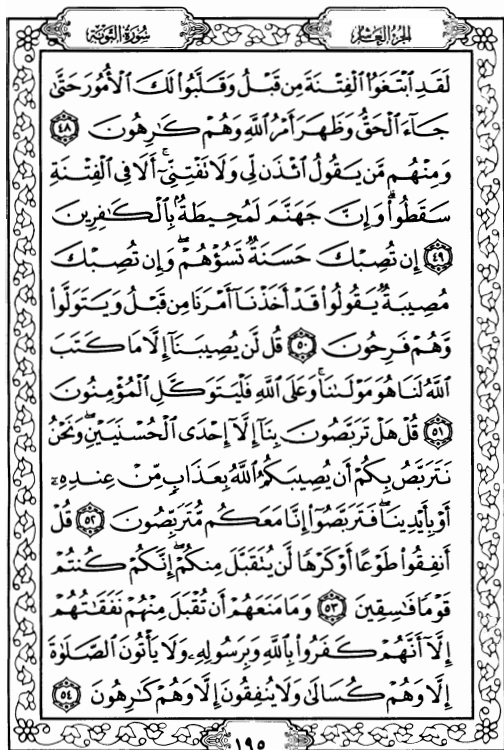 سُورَةُ التَّوْبَةِ
الجزء العاشر
لَقَدِ ٱبْتَغَوُا۟ ٱلْفِتْنَةَ مِن قَبْلُ وَقَلَّبُوا۟ لَكَ ٱلْأُمُورَ حَتَّىٰ
جَآءَ ٱلْحَقُّ وَظَهَرَ أَمْرُ ٱللَّهِ وَهُمْ كَـٰرِهُونَ ٤٨
وَمِنْهُم مَّن يَقُولُ ٱئْذَن لِّى وَلَا تَفْتِنِّىٓ ۚ أَلَا فِى ٱلْفِتْنَةِ
سَقَطُوا۟ ۗ وَإِنَّ جَهَنَّمَ لَمُحِيطَةٌۢ بِٱلْكَـٰفِرِينَ
٤٩ إِن تُصِبْكَ حَسَنَةٌ تَسُؤْهُمْ ۖ وَإِن تُصِبْكَ
مُصِيبَةٌ يَقُولُوا۟ قَدْ أَخَذْنَآ أَمْرَنَا مِن قَبْلُ وَيَتَوَلَّوا۟
وَّهُمْ فَرِحُونَ ٥٠ قُل لَّن يُصِيبَنَآ إِلَّا مَا كَتَبَ
ٱللَّهُ لَنَا هُوَ مَوْلَىٰنَا ۚ وَعَلَى ٱللَّهِ فَلْيَتَوَكَّلِ ٱلْمُؤْمِنُونَ
٥١ قُلْ هَلْ تَرَبَّصُونَ بِنَآ إِلَّآ إِحْدَى ٱلْحُسْنَيَيْنِ ۖ وَنَحْنُ
نَتَرَبَّصُ بِكُمْ أَن يُصِيبَكُمُ ٱللَّهُ بِعَذَابٍ مِّنْ عِندِهِۦٓ
أَوْ بِأَيْدِينَا ۖ فَتَرَبَّصُوٓا۟ إِنَّا مَعَكُم مُّتَرَبِّصُونَ ٥٢ قُلْ
أَنفِقُوا۟ طَوْعًا أَوْ كَرْهًا لَّن يُتَقَبَّلَ مِنكُمْ ۖ إِنَّكُمْ كُنتُمْ
قَوْمًا فَـٰسِقِينَ ٥٣ وَمَا مَنَعَهُمْ أَن تُقْبَلَ مِنْهُمْ نَفَقَـٰتُهُمْ
إِلَّآ أَنَّهُمْ كَفَرُوا۟ بِٱللَّهِ وَبِرَسُولِهِۦ وَلَا يَأْتُونَ ٱلصَّلَوٰةَ
إِلَّا وَهُمْ كُسَالَىٰ وَلَا يُنفِقُونَ إِلَّا وَهُمْ كَـٰرِهُونَ ٥٤
١٩٥